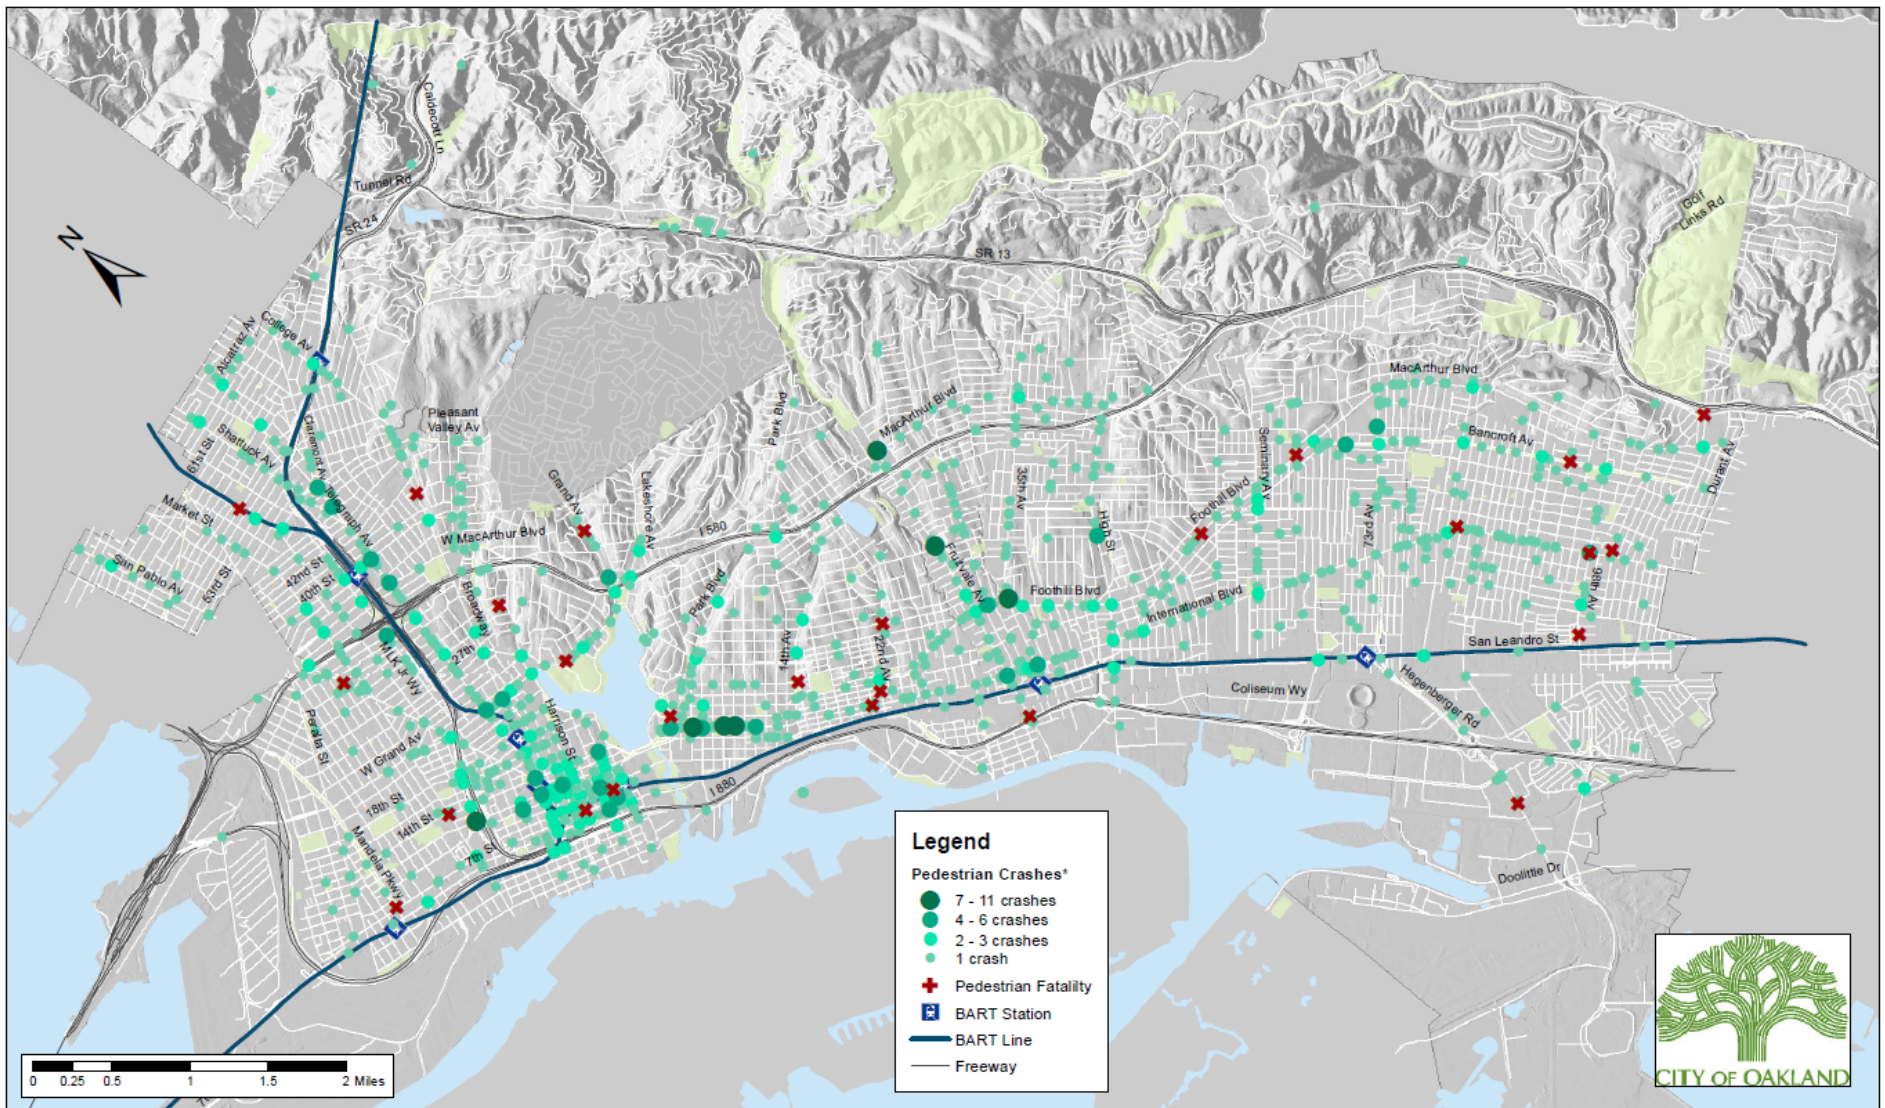 Caldecott Ln
Tunnel Rd
SR 24
N
Golf
Links Rd
SR 13
College Av
Alcatraz Av
MacArthur Blvd
Pleasant
Valley Av
Park Blvd
MacArthur Blvd
Claremont Av
Shattuck Av
61st St
Bancroft Av
Seminary Av
Durant Av
Grand Av
Lakeshore Av
35th Av
Telegraph Av
Market St
Foothill Blvd
High St
73rd Av
W MacArthur Blvd
I 580
Fruitvale Av
San Pablo Av
53rd St
42nd St
40th St
Broadway
Park Blvd
Foothill Blvd
International Blvd
98th Av
27th
MLK Jr Wy
14th Av
22nd Av
San Leandro St
Peralta St
W Grand Av
Harrison St
Coliseum Wy
Hegenberger Rd
18th St
14th St
I 880
7th St
Mandela Pkwy
Doolittle Dr
Legend
Pedestrian Crashes*
7 - 11 crashes
4 - 6 crashes
2 - 3 crashes
1 crash
Pedestrian Fatalilty
BART Station
BART Line
Freeway
0 0.25 0.5 1 1.5 2 Miles
CITY OF OAKLAND